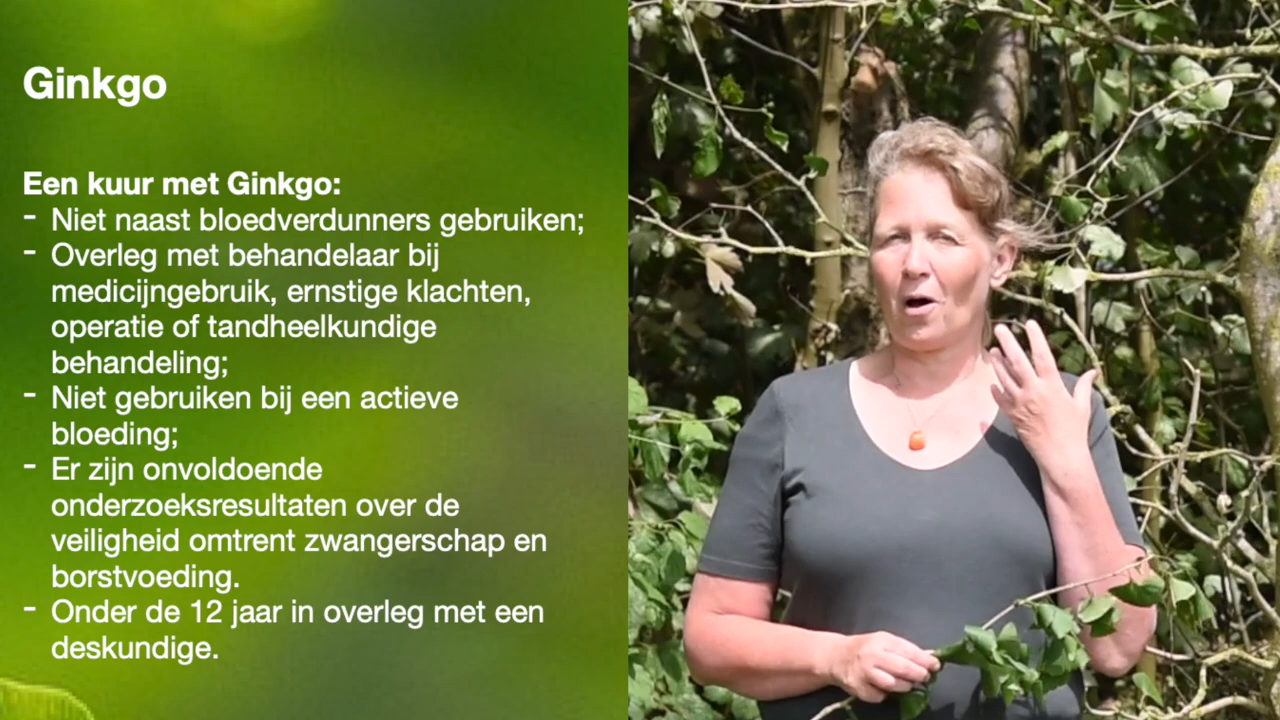 Ginkgo
Een kuur met Ginkgo:
- Niet naast bloedverdunners gebruiken;
- Overleg met behandelaar bij
medicijngebruik, ernstige klachten,
operatie of tandheelkundige
behandeling;
- Niet gebruiken bij een actieve
bloeding;
- Er zijn onvoldoende
onderzoeksresultaten over de
veiligheid omtrent zwangerschap en
borstvoeding.
- Onder de 12 jaar in overleg met een
deskundige.